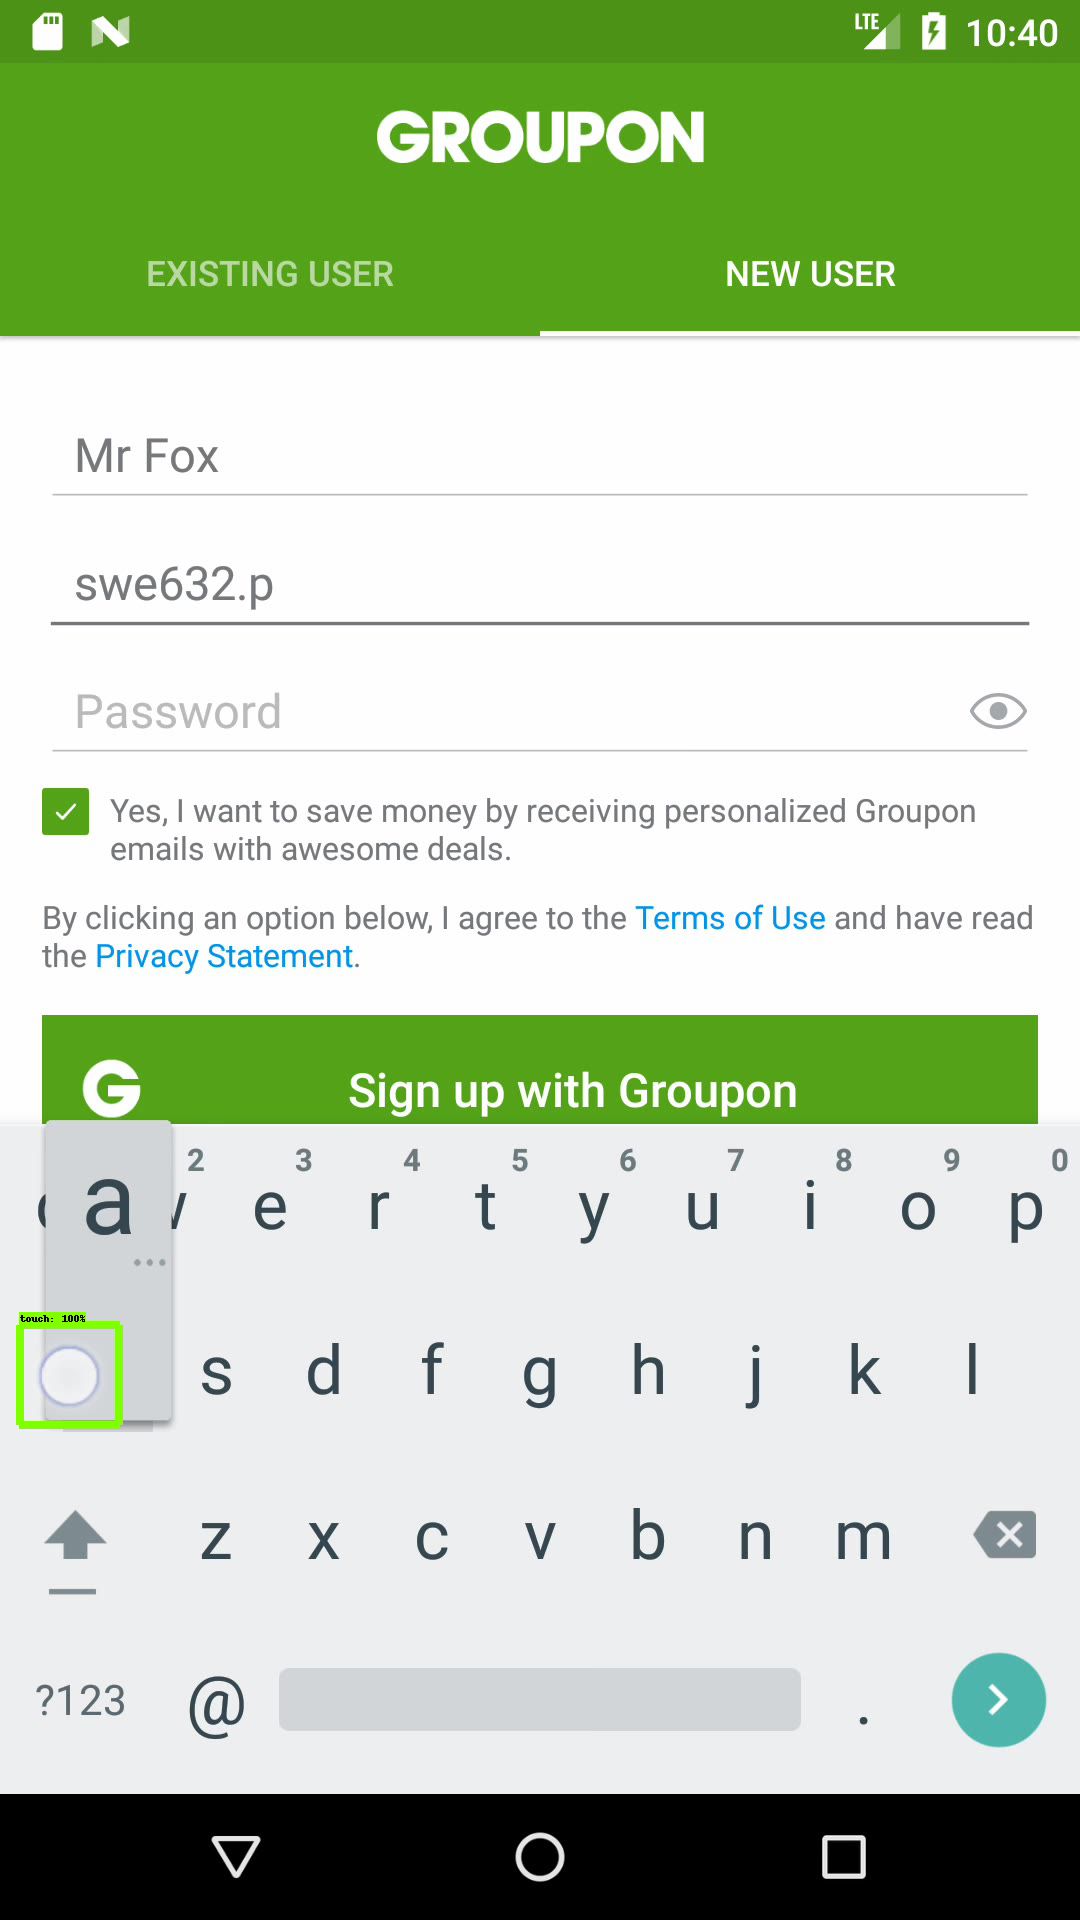 LTE 10:40
GROUPON
EXISTING USER NEW USER
Mr Fox
swe632.p
Password
Yes, I want to save money by receiving personalized Groupon
emails with awesome deals.
By clicking an option below, I agree to the Terms of Use and have read
the Privacy Statement.
G Sign up with Groupon
2 3 4 5 6 7 8 9 0
a e r t y u i o p
touch: 100%
s d f g h j k l
z x c v b n m
?123 @ .